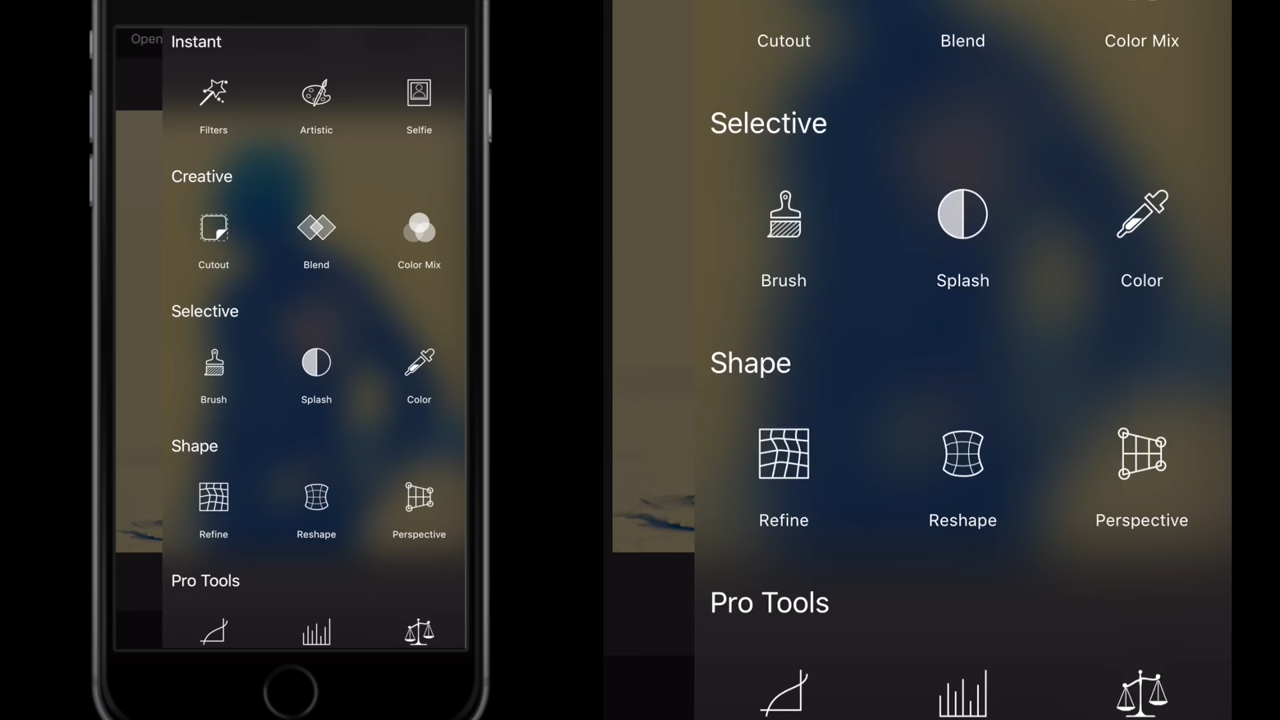 Open
Instant
Filters Artistic Selfie
Creative
Cutout Blend Color Mix
Selective
Brush Splash Color
Shape
Refine Reshape Perspective
Pro Tools
Cutout Blend Color Mix
Selective
Brush Splash Color
Shape
Refine Reshape Perspective
Pro Tools